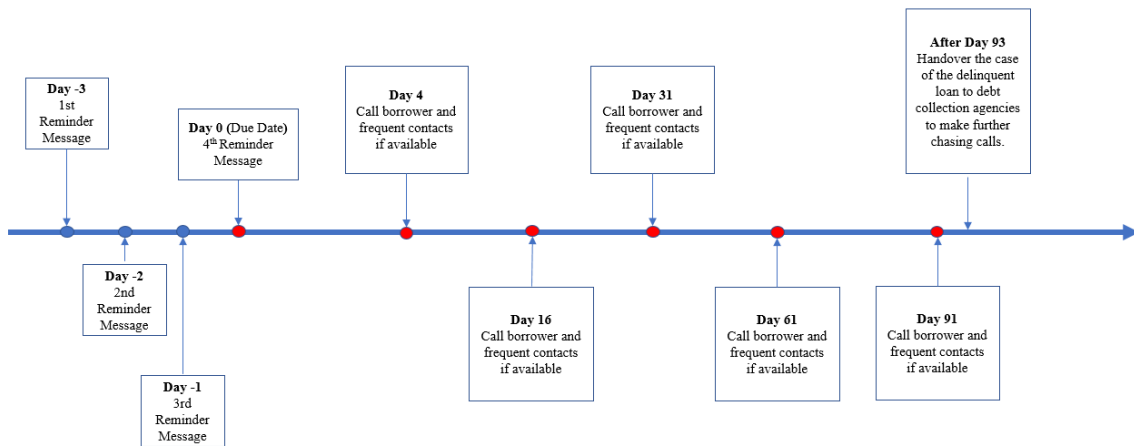 Day -3
1st
Reminder
Message
Day -2
2nd
Reminder
Message
Day -1
3rd
Reminder
Message
Day 0 (Due Date)
4th Reminder
Message
Day 4
Call borrower and
frequent contacts
if available
Day 16
Call borrower and
frequent contacts
if available
Day 31
Call borrower and
frequent contacts
if available
Day 61
Call borrower and
frequent contacts
if available
Day 91
Call borrower and
frequent contacts
if available
After Day 93
Handover the case
of the delinquent
loan to debt
collection agencies
to make further
chasing calls.